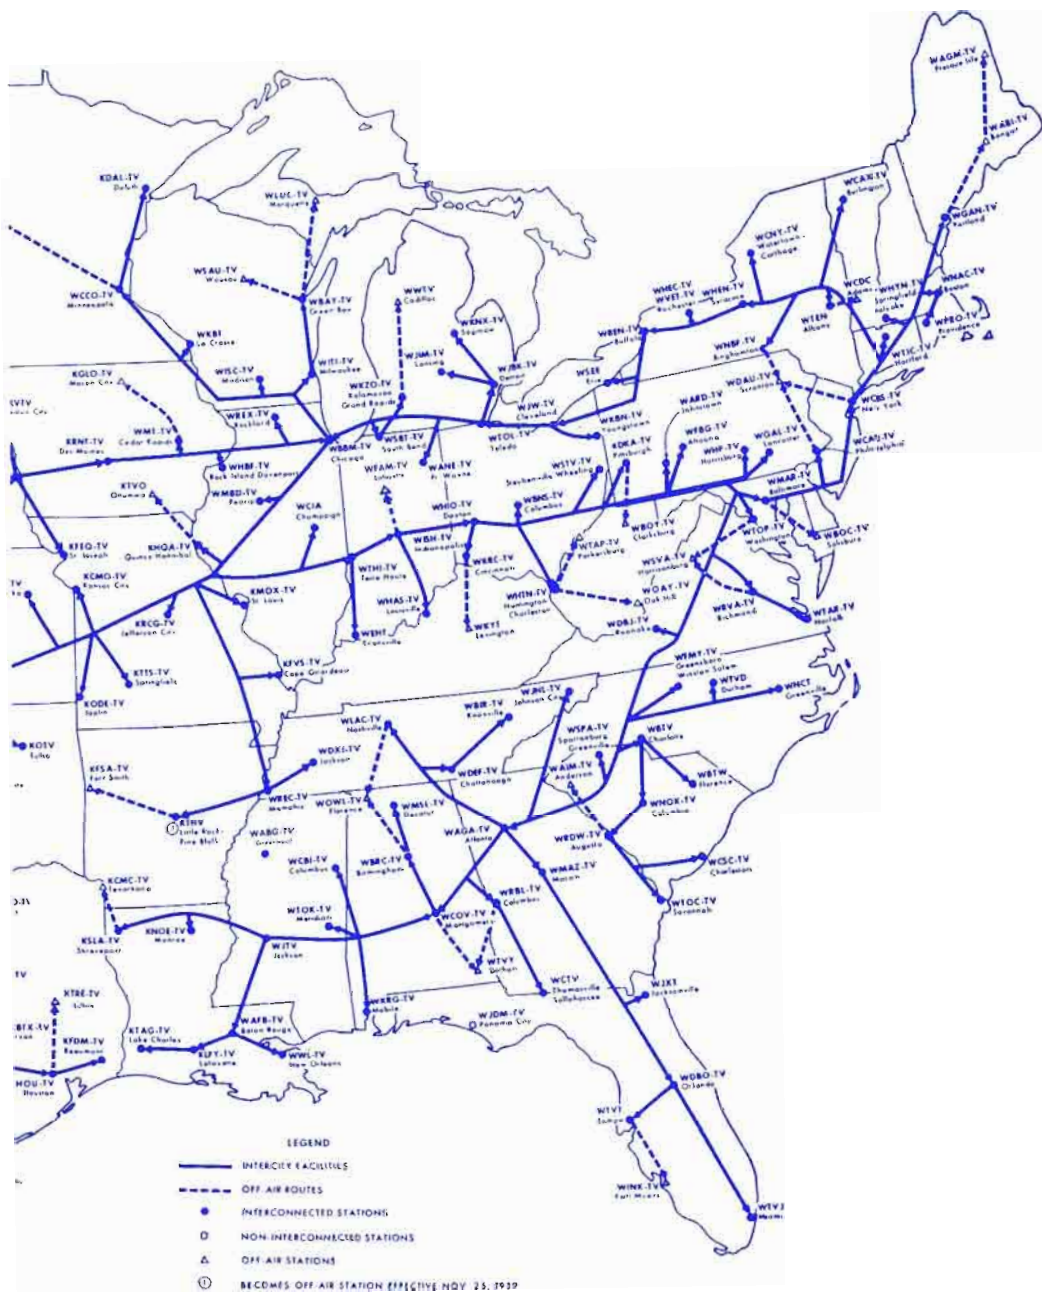 WAGM-TV
Presque Isle
WABI-TV
Bangor
KDAL-TV
Duluth
WLUC-TV
Marquette
WCAX-TV
Burlington
WGAN-TV
Portland
WCNY-TV
Watertown
Carthage
WSAU-TV
Wausau
WCCO-TV
Minneapolis
WBAY-TV
Green Bay
WWTV
Cadillac
WHEC-TV
WVET-TV
Rochester
WHEN-TV
Syracuse
WCDC
Adams
WHYN-TV
Springfield
Holyoke
WNAC-TV
Boston
WKBT
La Crosse
WKNX-TV
Saginaw
WBEN-TV
Buffalo
WTEN
Albany
WPRO-TV
Providence
WISC-TV
Madison
WITI-TV
Milwaukee
WJIM-TV
Lansing
WJBK-TV
Detroit
WNBF-TV
Binghamton
WTIC-TV
Hartford
KGLO-TV
Mason City
WKZO-TV
Kalamazoo
Grand Rapids
WSEE
Erie
WDAU-TV
Scranton
KVTV
WREX-TV
Rockford
WJW-TV
Cleveland
WKBN-TV
Youngstown
WARD-TV
Johnstown
WCBS-TV
New York
KRNT-TV
Des Moines
WMT-TV
Cedar Rapids
WBBM-TV
Chicago
WSBT-TV
South Bend
WTOL-TV
Toledo
KDKA-TV
Pittsburgh
WFBG-TV
Altoona
WHP-TV
Harrisburg
WGAL-TV
Lancaster
WCAU-TV
Philadelphia
WHBF-TV
Rock Island Davenport
WFAM-TV
Lafayette
WANE-TV
Ft. Wayne
WSTV-TV
Steubenville Wheeling
KTVO
Ottumwa
WMBD-TV
Peoria
WCIA
Champaign
WHIO-TV
Dayton
WBNS-TV
Columbus
WMAR-TV
Baltimore
WBOY-TV
Clarksburg
WTOP-TV
Washington
WBOC-TV
Salisbury
KFEQ-TV
St. Joseph
KHQA-TV
Quincy Hannibal
WISH-TV
Indianapolis
WTAP-TV
Parkersburg
WSVA-TV
Harrisonburg
KCMO-TV
Kansas City
WTHI-TV
Terre Haute
WKRC-TV
Cincinnati
KMOX-TV
St. Louis
WHAS-TV
Louisville
WHTN-TV
Huntington
Charleston
WOAY-TV
Oak Hill
WRVA-TV
Richmond
WTAR-TV
Norfolk
KRCG-TV
Jefferson City
WEHT
Evansville
WKYT
Lexington
WDBJ-TV
Roanoke
KTTS-TV
Springfield
KFVS-TV
Cape Girardeau
WFMY-TV
Greensboro
Winston Salem
KODE-TV
Joplin
WTVD
Durham
WNCT
Greenville
WJHL-TV
Johnson City
WBIR-TV
Knoxville
WLAC-TV
Nashville
WSPA-TV
Spartanburg
Greenville
WBTV
Charlotte
KOTV
Tulsa
WDXI-TV
Jackson
KFSA-TV
Fort Smith
WDEF-TV
Chattanooga
WAIM-TV
Anderson
WBTW
Florence
WREC-TV
Memphis
WOWL-TV
Florence
WMSL-TV
Decatur
WNOK-TV
Columbia
KTHV
Little Rock-
Pine Bluff
WABG-TV
Greenwood
WAGA-TV
Atlanta
WRDW-TV
Augusta
WCBI-TV
Columbus
WBRC-TV
Birmingham
WMAZ-TV
Macon
WCSC-TV
Charleston
KCMC-TV
Texarkana
WRBL-TV
Columbus
WTOC-TV
Savannah
WTOK-TV
Meridian
WCOV-TV
Montgomery
KSLA-TV
Shreveport
KNOE-TV
Monroe
WJTV
Jackson
WTVY
Dothan
WCTV
Thomasville
Tallahassee
WJXT
Jacksonville
KTRE-TV
Lufkin
WKRG-TV
Mobile
WJDM-TV
Panama City
KTAG-TV
Lake Charles
WAFB-TV
Baton Rouge
KFDM-TV
Beaumont
KLFY-TV
Lafayette
WWL-TV
New Orleans
HOU-TV
Houston
WDBO-TV
Orlando
WTVT
Tampa
WINK-TV
Fort Myers
WTVJ
Miami
LEGEND
INTERCITY FACILITIES
OFF-AIR ROUTES
INTERCONNECTED STATIONS
NON-INTERCONNECTED STATIONS
OFF-AIR STATIONS
BECOMES OFF-AIR STATION EFFECTIVE NOV. 25, 1959